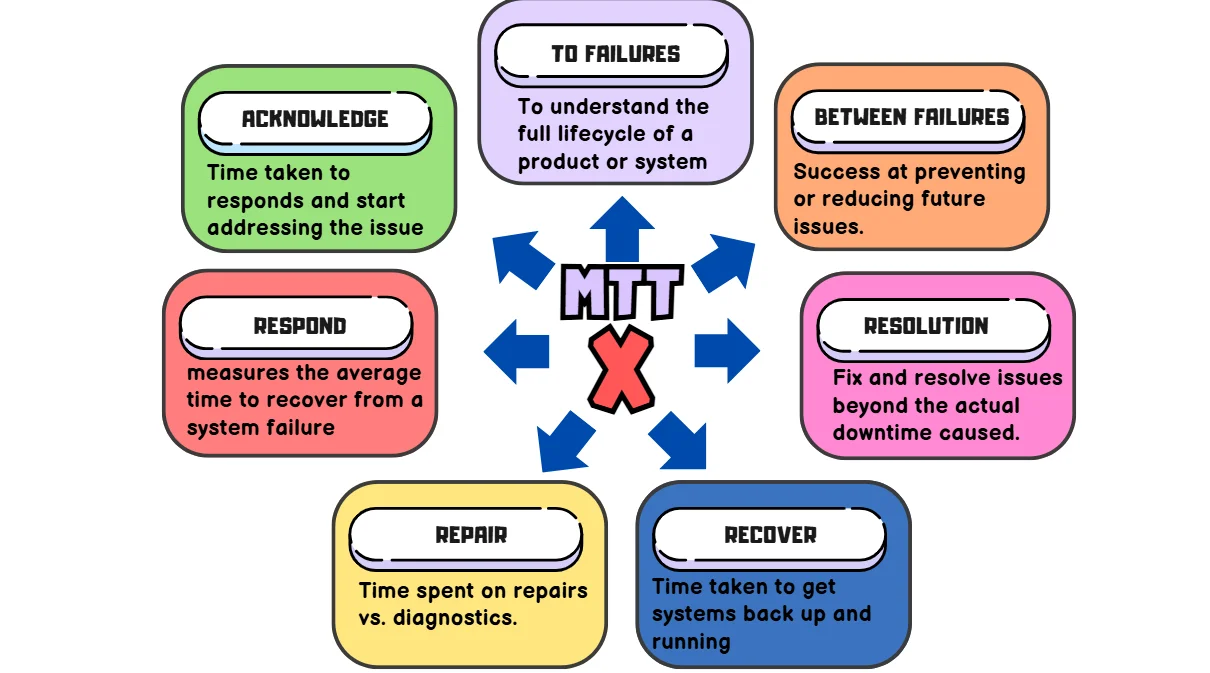 TO FAILURES
To understand the
full lifecycle of a
product or system
ACKNOWLEDGE
Time taken to
responds and start
addressing the issue
BETWEEN FAILURES
Success at preventing
or reducing future
issues.
MTT
X
RESPOND
measures the average
time to recover from a
system failure
RESOLUTION
Fix and resolve issues
beyond the actual
downtime caused.
REPAIR
Time spent on repairs
vs. diagnostics.
RECOVER
Time taken to get
systems back up and
running